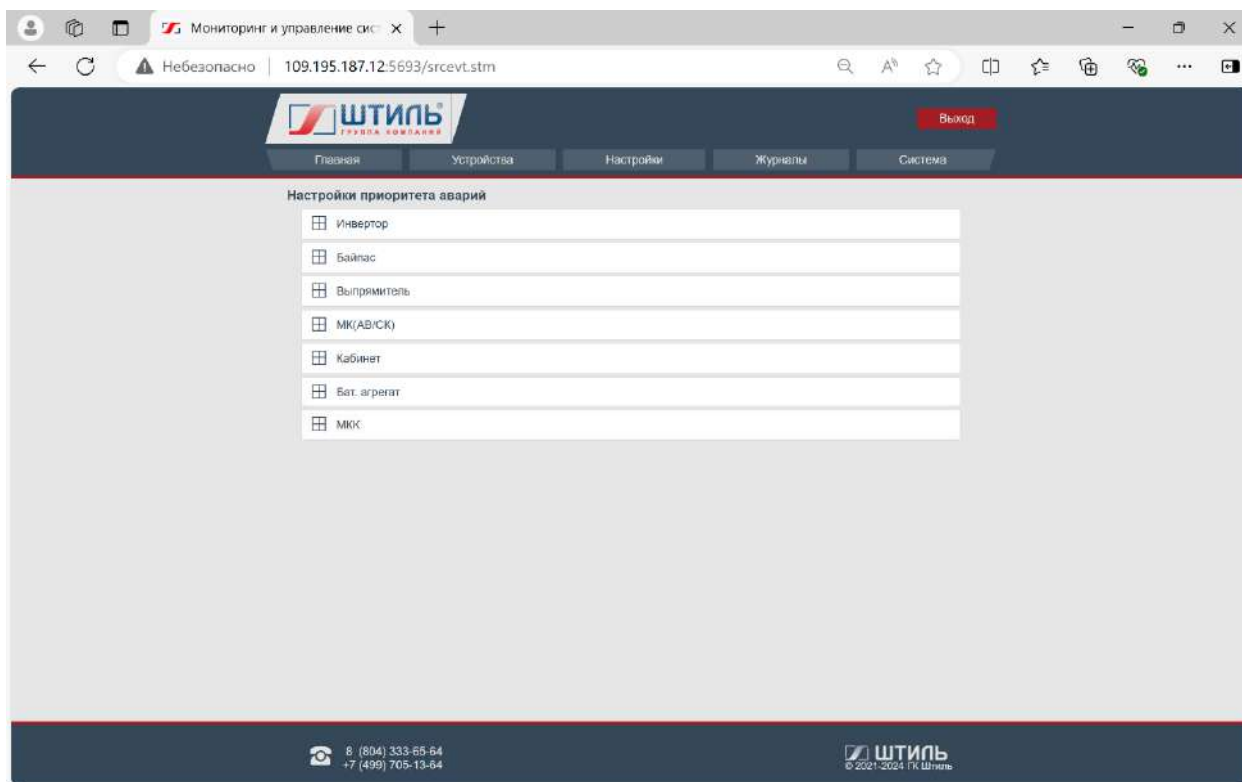 Мониторинг и управление сис
Небезопасно
109.195.187.12:5693/srcevt.stm
ШТИЛЬ
ГРУППА КОМПАНИЙ
Выход
Главная
Устройства
Настройки
Журналы
Система
Настройки приоритета аварий
Инвертор
Байпас
Выпрямитель
МК(АВ/СК)
Кабинет
Бат. агрегат
МКК
8 (804) 333-65-64
+7 (499) 705-13-64
ШТИЛЬ
© 2021-2024 ГК Штиль